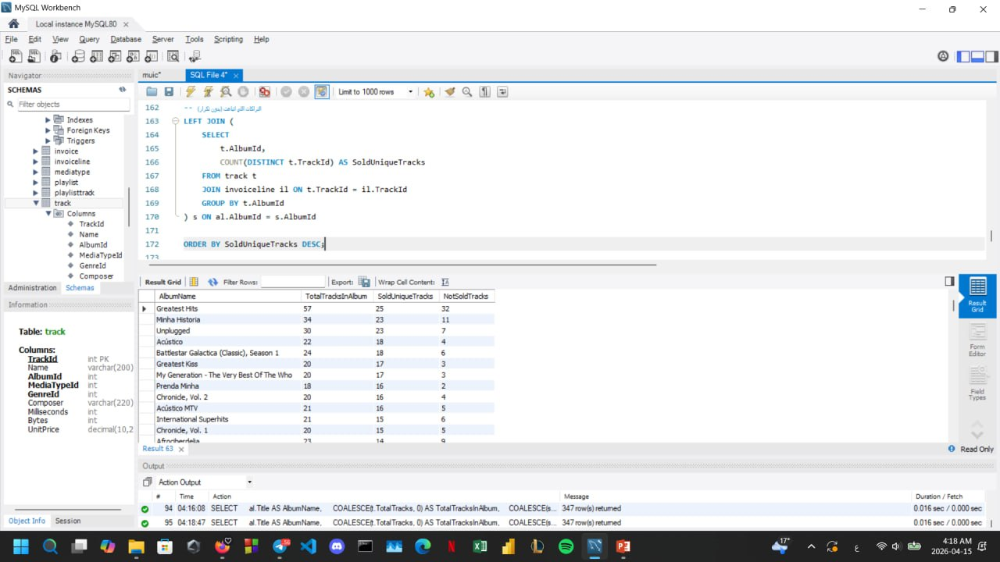 MySQL Workbench
Local instance MySQL80
File Edit View Query Database Server Tools Scripting Help
Navigator
SCHEMAS
Filter objects
Indexes
Foreign Keys
Triggers
invoice
invoiceline
mediatype
playlist
playlisttrack
track
Columns
TrackId
Name
AlbumId
MediaTypeId
GenreId
Composer
Administration Schemas
Information
Table: track
Columns:
TrackId int PK
Name varchar(200)
AlbumId int
MediaTypeId int
GenreId int
Composer varchar(220)
Milliseconds int
Bytes int
UnitPrice decimal(10,2
Object Info Session
muic* SQL File 4*
Limit to 1000 rows
162 -- التراكات اللي اتباعت (بدون تكرار)
163 LEFT JOIN (
164 SELECT
165 t.AlbumId,
166 COUNT(DISTINCT t.TrackId) AS SoldUniqueTracks
167 FROM track t
168 JOIN invoiceline il ON t.TrackId = il.TrackId
169 GROUP BY t.AlbumId
170 ) s ON al.AlbumId = s.AlbumId
171
172 ORDER BY SoldUniqueTracks DESC;
173
Result Grid Filter Rows: Export: Wrap Cell Content:
AlbumName TotalTracksInAlbum SoldUniqueTracks NotSoldTracks
Greatest Hits 57 25 32
Minha Historia 34 23 11
Unplugged 30 23 7
Acústico 22 18 4
Battlestar Galactica (Classic), Season 1 24 18 6
Greatest Kiss 20 17 3
My Generation - The Very Best Of The Who 20 17 3
Prenda Minha 18 16 2
Chronicle, Vol. 2 20 16 4
Acústico MTV 21 16 5
International Superhits 21 15 6
Chronicle, Vol. 1 20 15 5
Afrociberdelia 23 14 9
Result Grid
Form Editor
Field Types
Result 63
Read Only
Output
Action Output
# Time Action Message Duration / Fetch
94 04:16:08 SELECT al.Title AS AlbumName, COALESCE(t.TotalTracks, 0) AS TotalTracksInAlbum, COALESCE(s... 347 row(s) returned 0.016 sec / 0.000 sec
95 04:18:47 SELECT al.Title AS AlbumName, COALESCE(t.TotalTracks, 0) AS TotalTracksInAlbum, COALESCE(s... 347 row(s) returned 0.016 sec / 0.000 sec
56
17°
ع
4:18 AM
2026-04-15